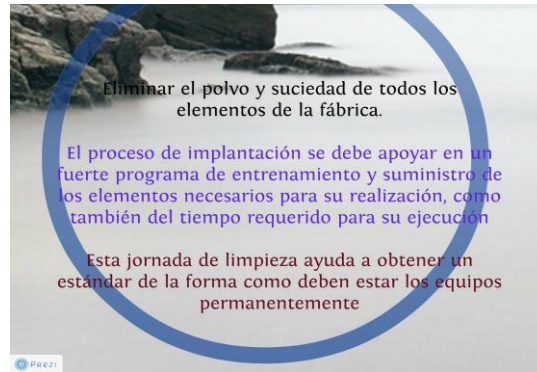 Eliminar el polvo y suciedad de todos los
elementos de la fábrica.
El proceso de implantación se debe apoyar en un
fuerte programa de entrenamiento y suministro de
los elementos necesarios para su realización, como
también del tiempo requerido para su ejecución
Esta jornada de limpieza ayuda a obtener un
estándar de la forma como deben estar los equipos
permanentemente
Prezi